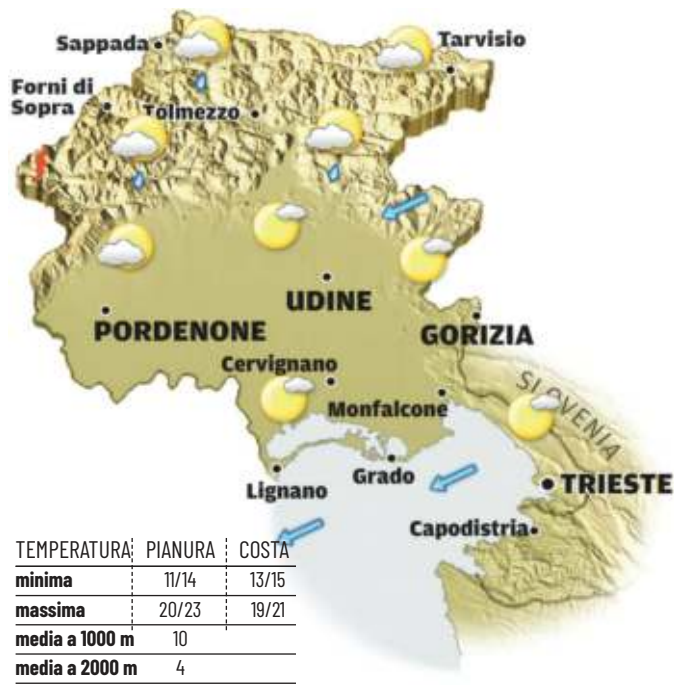 Sappada
Tarvisio
Forni di
Sopra
Tolmezzo
UDINE
PORDENONE
GORIZIA
Cervignano
SLOVENIA
Monfalcone
Grado
Lignano
TRIESTE
Capodistria
TEMPERATURA PIANURA COSTA
minima 11/14 13/15
massima 20/23 19/21
media a 1000 m 10
media a 2000 m 4